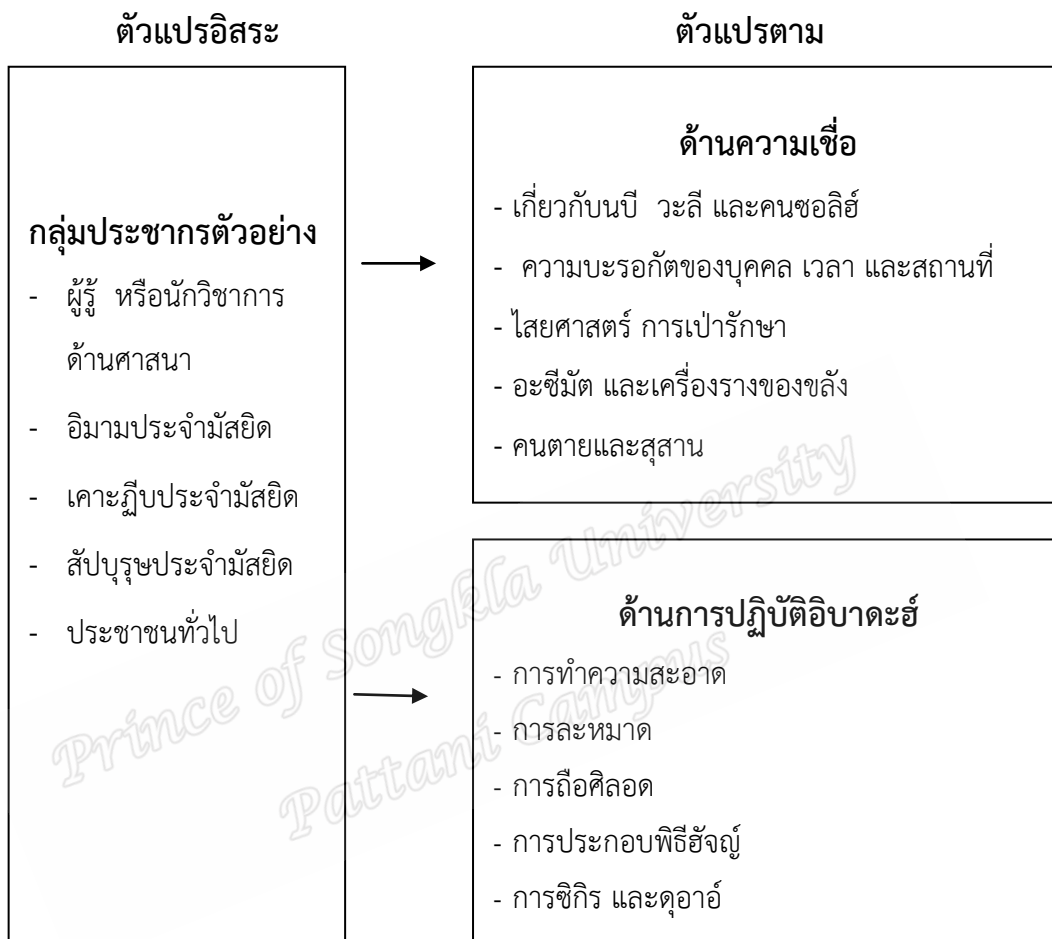 ตัวแปรอิสระ
ตัวแปรตาม
กลุ่มประชากรตัวอย่าง
- ผู้รู้ หรือนักวิชาการ
ด้านศาสนา
- อิมามประจำมัสยิด
- เคาะฏีบประจำมัสยิด
- สัปบุรุษประจำมัสยิด
- ประชาชนทั่วไป
ด้านความเชื่อ
- เกี่ยวกับนบี วะลี และคนซอลิฮ์
- ความบะรอกัตของบุคคล เวลา และสถานที่
- ไสยศาสตร์ การเป่ารักษา
- อะซีมัต และเครื่องรางของขลัง
- คนตายและสุสาน
ด้านการปฏิบัติอิบาดะฮ์
- การทำความสะอาด
- การละหมาด
- การถือศิลอด
- การประกอบพิธีฮัจญ์
- การซิกิร และดุอาอ์
Prince of Songkla University
Pattani Campus